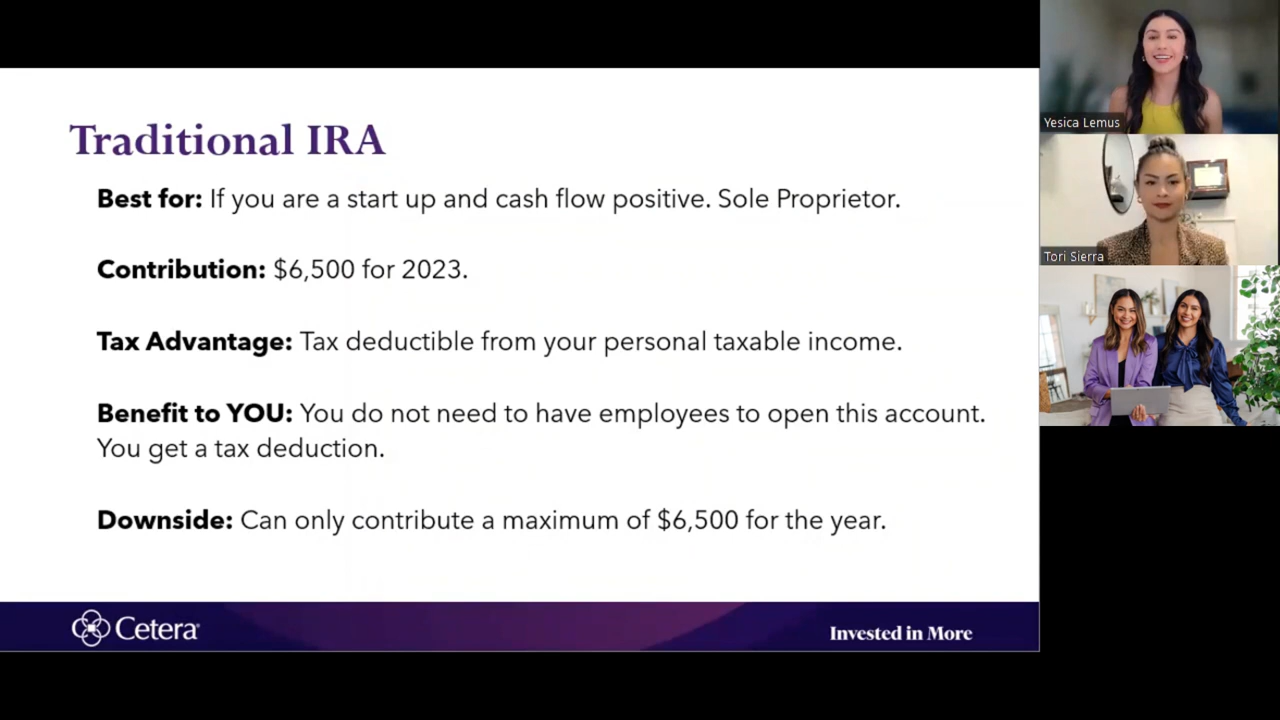 Traditional IRA
Best for: If you are a start up and cash flow positive. Sole Proprietor.
Contribution: $6,500 for 2023.
Tax Advantage: Tax deductible from your personal taxable income.
Benefit to YOU: You do not need to have employees to open this account.
You get a tax deduction.
Downside: Can only contribute a maximum of $6,500 for the year.
Cetera®
Invested in More
Yesica Lemus
Tori Sierra